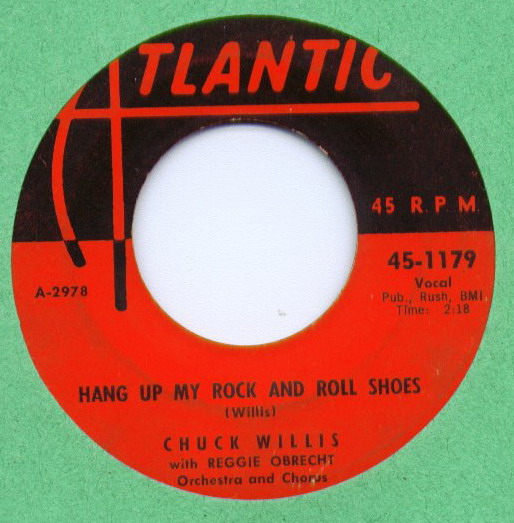 ATLANTIC
45 R.P.M.
45-1179
Vocal
Pub., Rush, BMI
Time: 2:18
A-2978
HANG UP MY ROCK AND ROLL SHOES
(Willis)
CHUCK WILLIS
with REGGIE OBRECHT
Orchestra and Chorus